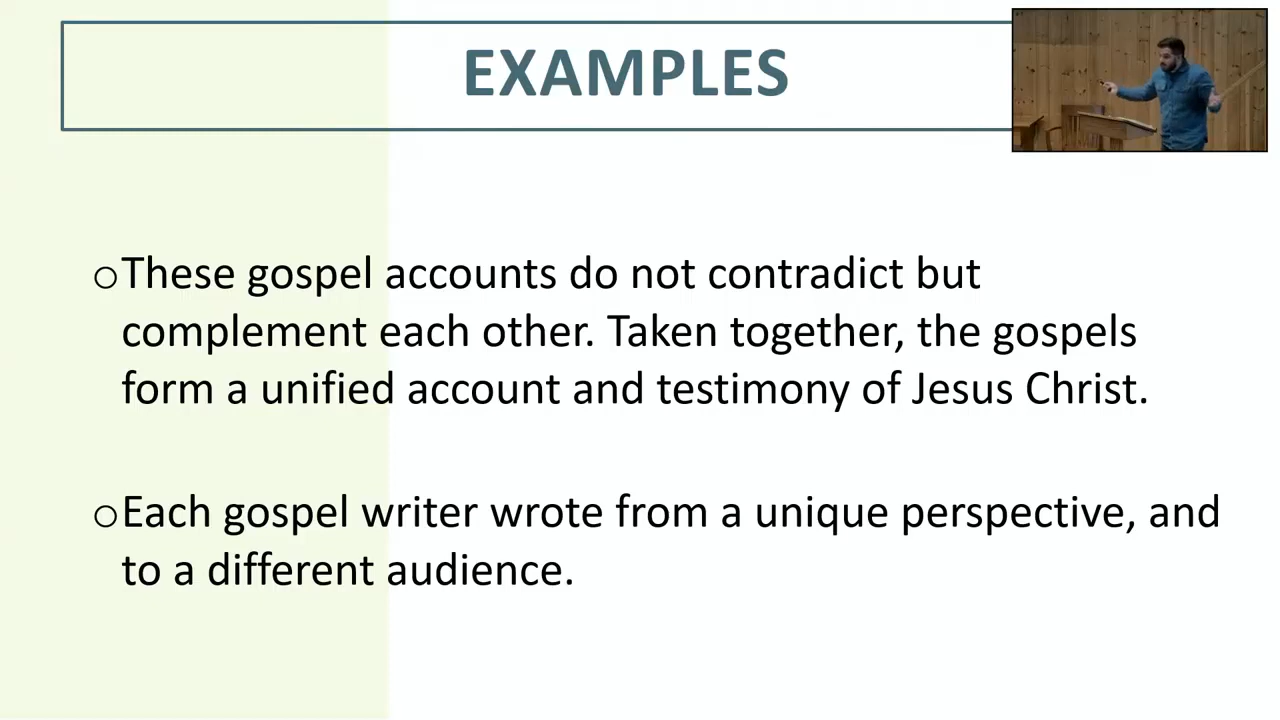 EXAMPLES
oThese gospel accounts do not contradict but
complement each other. Taken together, the gospels
form a unified account and testimony of Jesus Christ.
oEach gospel writer wrote from a unique perspective, and
to a different audience.